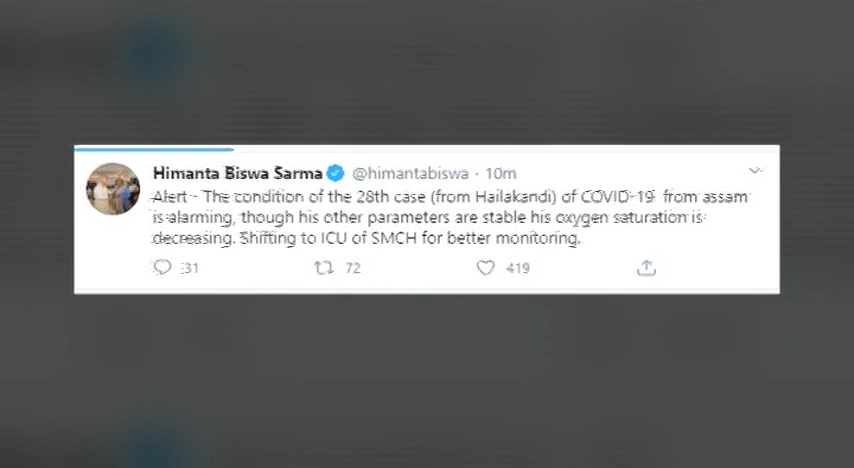 Himanta Biswa Sarma @himantabiswa · 10m
Alert - The condition of the 28th case (from Hailakandi) of COVID-19 from assam
is alarming, though his other parameters are stable his oxygen saturation is
decreasing. Shifting to ICU of SMCH for better monitoring.
31 72 419